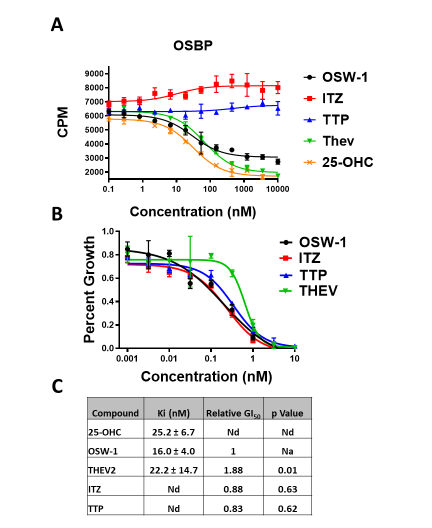 A
OSBP
9000
8000
7000
6000
5000
4000
3000
2000
CPM
0.1 1 10 100 1000 10000
Concentration (nM)
OSW-1
ITZ
TTP
Thev
25-OHC
B
1.0
0.8
0.6
0.4
0.2
0.0
Percent Growth
0.001 0.01 0.1 1 10
Concentration (nM)
OSW-1
ITZ
TTP
THEV
C
Compound Ki (nM) Relative GI50 p Value
25-OHC 25.2 ± 6.7 Nd Nd
OSW-1 16.0 ± 4.0 1 Na
THEV2 22.2 ± 14.7 1.88 0.01
ITZ Nd 0.88 0.63
TTP Nd 0.83 0.62